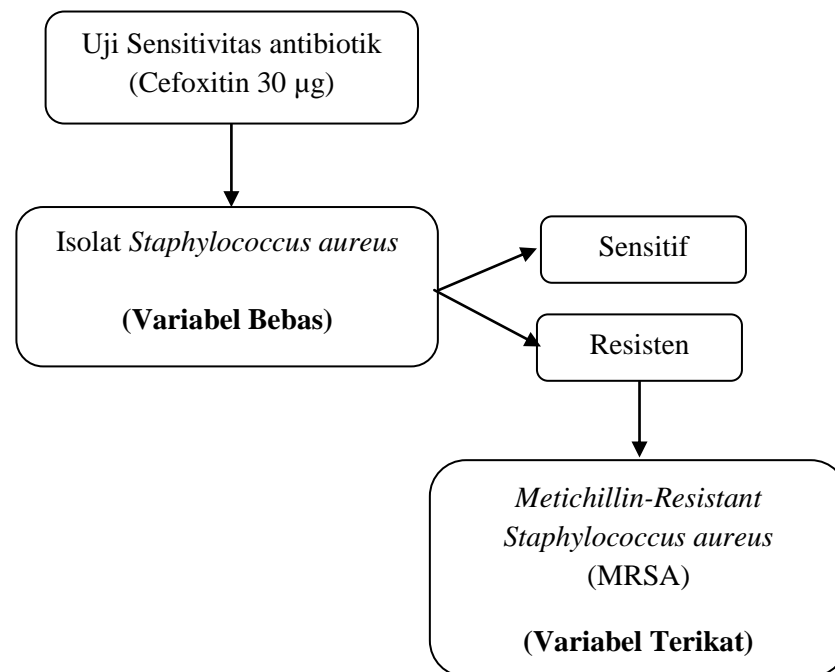 Uji Sensitivitas antibiotik
(Cefoxitin 30 µg)
Isolat Staphylococcus aureus
(Variabel Bebas)
Sensitif
Resisten
Metichillin-Resistant
Staphylococcus aureus
(MRSA)
(Variabel Terikat)